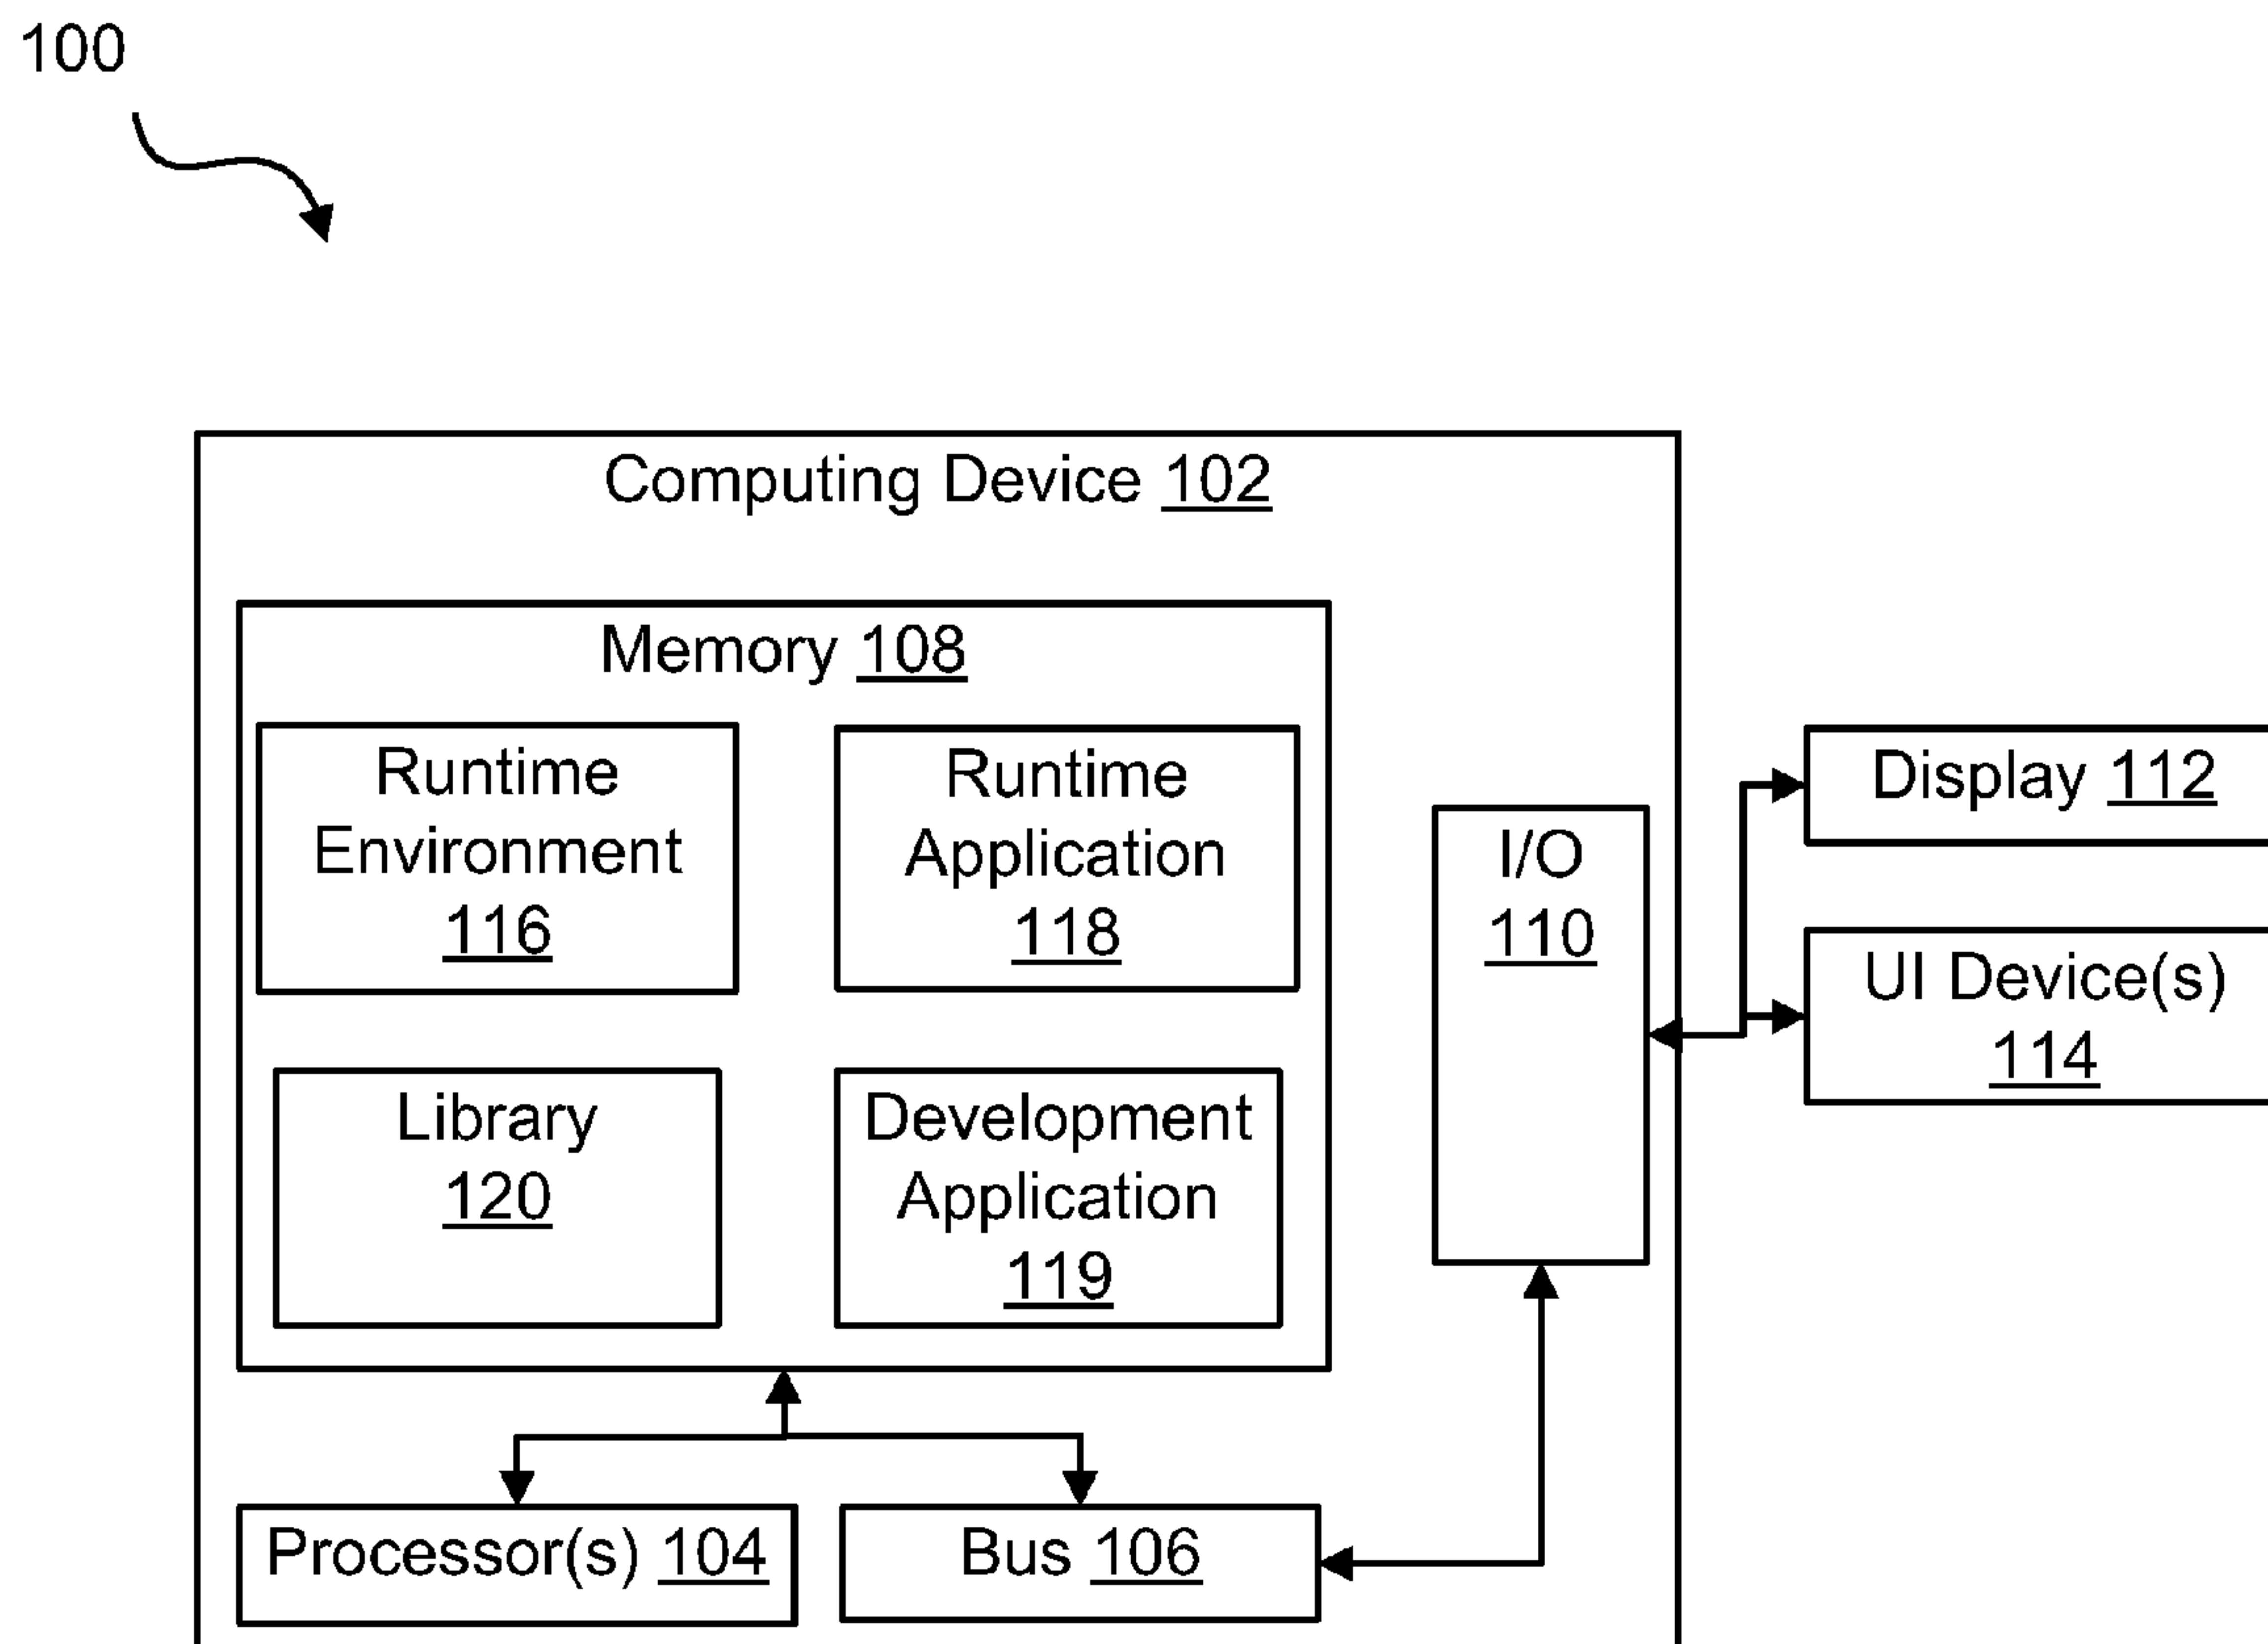 100
Computing Device 102
Memory 108
Runtime
Environment
116
Runtime
Application
118
Library
120
Development
Application
119
I/O
110
Display 112
UI Device(s)
114
Processor(s) 104
Bus 106